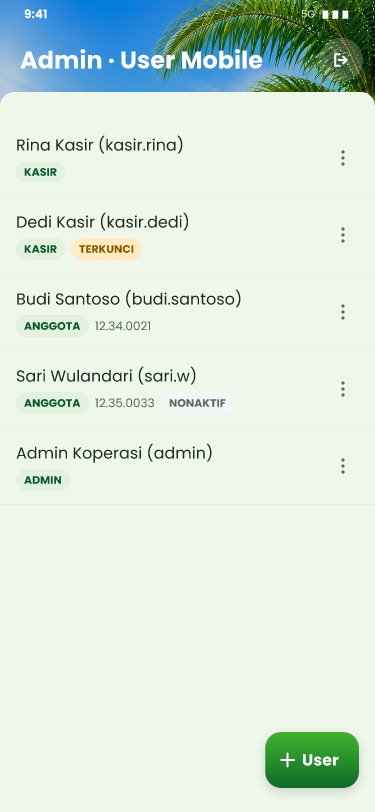 9:41
5G
Admin · User Mobile
Rina Kasir (kasir.rina)
KASIR
Dedi Kasir (kasir.dedi)
KASIR TERKUNCI
Budi Santoso (budi.santoso)
ANGGOTA 12.34.0021
Sari Wulandari (sari.w)
ANGGOTA 12.35.0033 NONAKTIF
Admin Koperasi (admin)
ADMIN
+ User